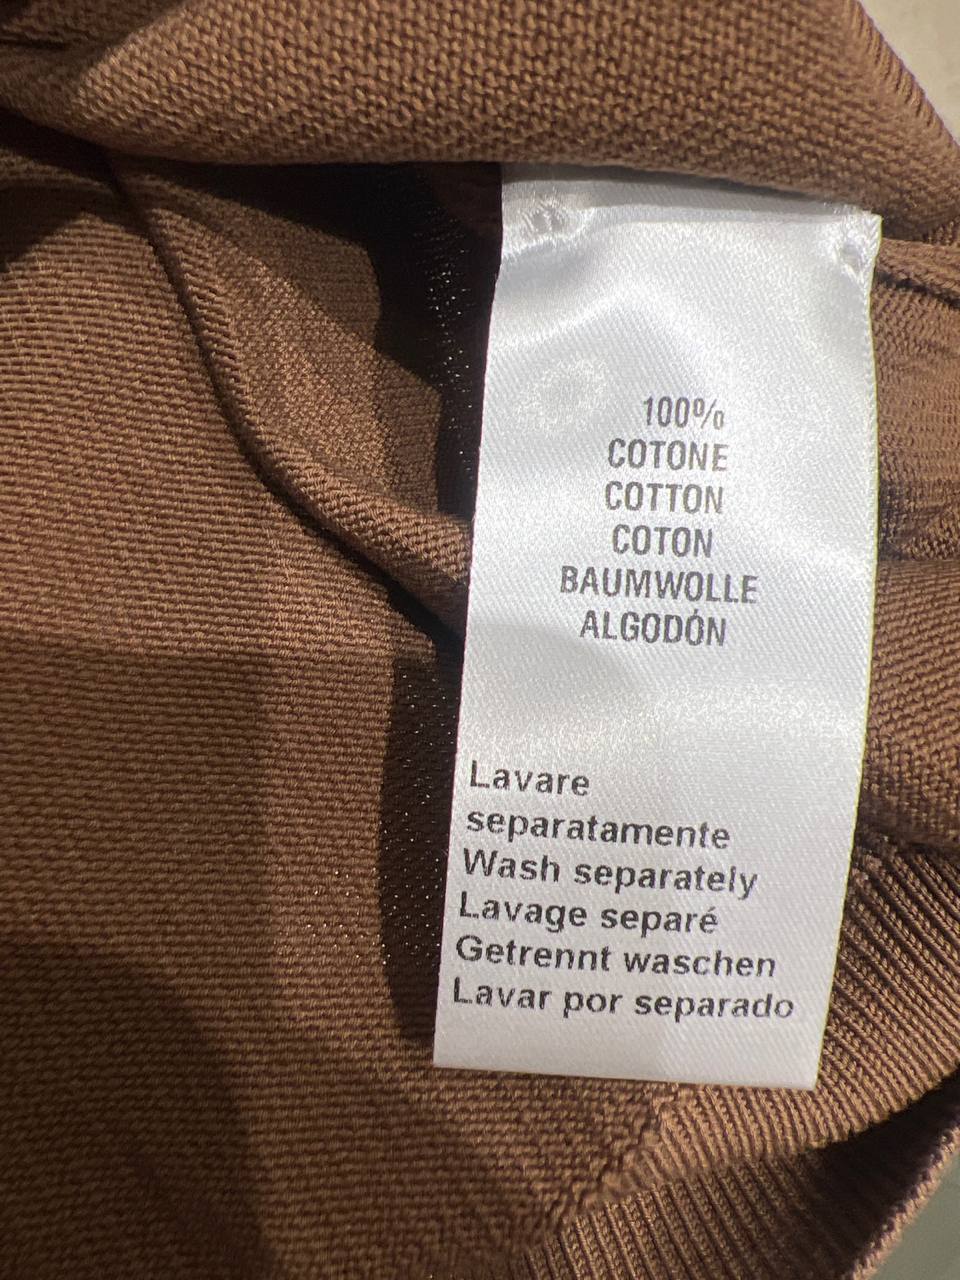 100%
COTONE
COTTON
COTON
BAUMWOLLE
ALGODÓN
Lavare
separatamente
Wash separately
Lavage separé
Getrennt waschen
Lavar por separado